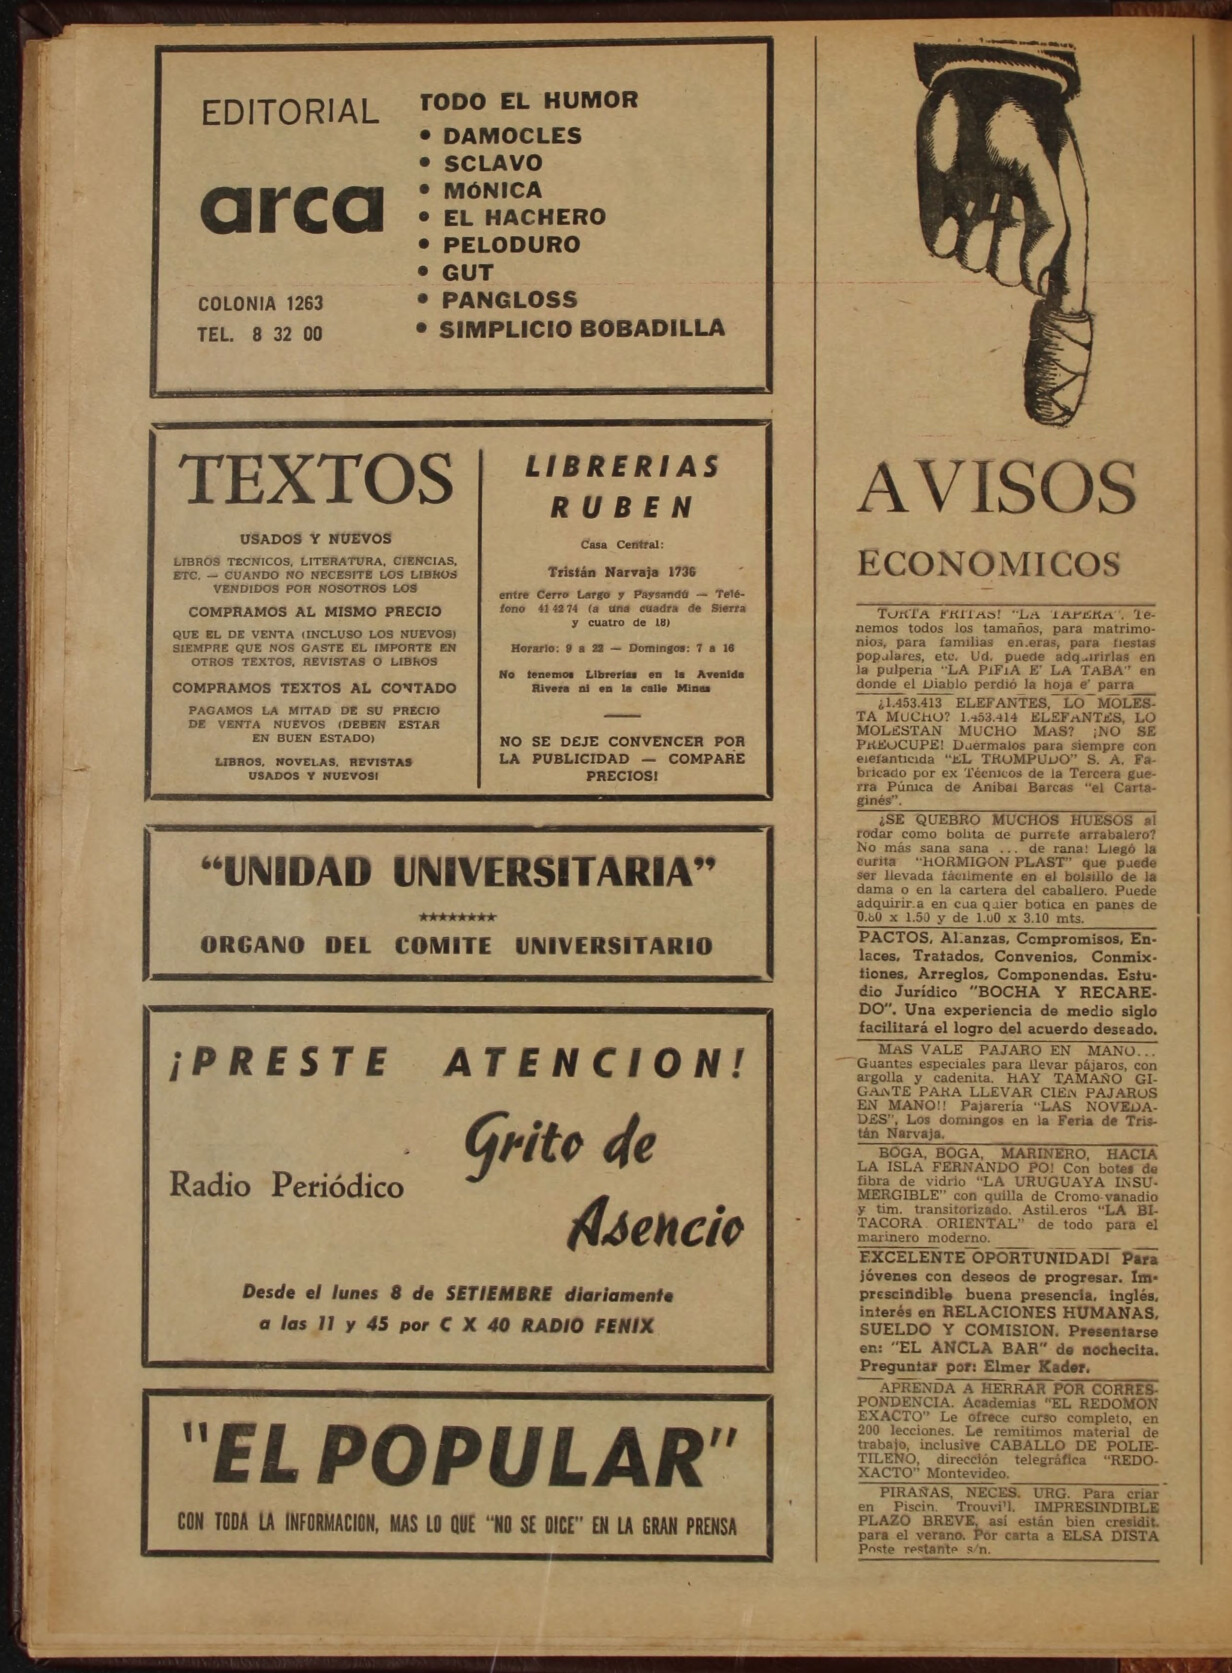 EDITORIAL
arca
COLONIA 1263
TEL. 8 32 00
TODO EL HUMOR
• DAMOCLES
• SCLAVO
• MÓNICA
• EL HACHERO
• PELODURO
• GUT
• PANGLOSS
• SIMPLICIO BOBADILLA
TEXTOS
USADOS Y NUEVOS
LIBROS TECNICOS, LITERATURA, CIENCIAS,
ETC. — CUANDO NO NECESITE LOS LIBROS
VENDIDOS POR NOSOTROS LOS
COMPRAMOS AL MISMO PRECIO
QUE EL DE VENTA (INCLUSO LOS NUEVOS)
SIEMPRE QUE NOS GASTE EL IMPORTE EN
OTROS TEXTOS, REVISTAS O LIBROS
COMPRAMOS TEXTOS AL CONTADO
PAGAMOS LA MITAD DE SU PRECIO
DE VENTA NUEVOS (DEBEN ESTAR
EN BUEN ESTADO)
LIBROS, NOVELAS, REVISTAS
USADOS Y NUEVOS!
LIBRERIAS
RUBEN
Casa Central:
Tristán Narvaja 1736
entre Cerro Largo y Paysandú — Telé-
fono 41 42 74 (a una cuadra de Sierra
y cuatro de 18)
Horario: 9 a 22 — Domingos: 7 a 16
No tenemos Librerías en la Avenida
Rivera ni en la calle Minas
NO SE DEJE CONVENCER POR
LA PUBLICIDAD — COMPARE
PRECIOS!
“UNIDAD UNIVERSITARIA”
********
ORGANO DEL COMITE UNIVERSITARIO
¡PRESTE ATENCION!
Radio Periódico
Grito de
Asencio
Desde el lunes 8 de SETIEMBRE diariamente
a las 11 y 45 por C X 40 RADIO FENIX
"EL POPULAR"
CON TODA LA INFORMACION, MAS LO QUE "NO SE DICE" EN LA GRAN PRENSA
AVISOS
ECONOMICOS
TORTA FRITAS! "LA TAPERA". Te-
nemos todos los tamaños, para matrimo-
nios, para familias en.eras, para fiestas
populares, etc. Ud. puede adquirirlas en
la pulpería "LA PIFIA E' LA TABA" en
donde el Diablo perdió la hoja e' parra
¿1.453.413 ELEFANTES, LO MOLES-
TA MUCHO? 1.453.414 ELEFANTES, LO
MOLESTAN MUCHO MAS? ¡NO SE
PREOCUPE! Duérmalos para siempre con
elefanticida "EL TROMPUDO" S. A. Fa-
bricado por ex Técnicos de la Tercera gue-
rra Púnica de Aníbal Barcas "el Carta-
ginés".
¿SE QUEBRO MUCHOS HUESOS al
rodar como bolita de purrete arrabalero?
No más sana sana ... de rana! Llegó la
curita "HORMIGON PLAST" que puede
ser llevada fácilmente en el bolsillo de la
dama o en la cartera del caballero. Puede
adquirir.a en cua quier botica en panes de
0.80 x 1.50 y de 1.00 x 3.10 mts.
PACTOS, Alianzas, Compromisos, En-
laces, Tratados, Convenios, Conmix-
tiones, Arreglos, Componendas. Estu-
dio Jurídico "BOCHA Y RECARE-
DO". Una experiencia de medio siglo
facilitará el logro del acuerdo deseado.
MAS VALE PAJARO EN MANO...
Guantes especiales para llevar pájaros, con
argolla y cadenita. HAY TAMAÑO GI-
GANTE PARA LLEVAR CIEN PAJAROS
EN MANO!! Pajarería "LAS NOVEDA-
DES", Los domingos en la Feria de Tris-
tán Narvaja.
BOGA, BOGA, MARINERO, HACIA
LA ISLA FERNANDO PO! Con botes de
fibra de vidrio "LA URUGUAYA INSU-
MERGIBLE" con quilla de Cromo-vanadio
y tim. transitorizado. Astil.eros "LA BI-
TACORA ORIENTAL" de todo para el
marinero moderno.
EXCELENTE OPORTUNIDAD! Para
jóvenes con deseos de progresar. Im-
prescindible buena presencia, inglés,
interés en RELACIONES HUMANAS,
SUELDO Y COMISION. Presentarse
en: "EL ANCLA BAR" de nochecita.
Preguntar por: Elmer Kader.
APRENDA A HERRAR POR CORRES-
PONDENCIA. Academias "EL REDOMON
EXACTO" Le ofrece curso completo, en
200 lecciones. Le remitimos material de
trabajo, inclusive CABALLO DE POLIE-
TILENO, dirección telegráfica "REDO-
XACTO" Montevideo.
PIRAÑAS, NECES. URG. Para criar
en Piscin. Trouvi'l. IMPRESINDIBLE
PLAZO BREVE, así están bien cresidit.
para el verano. Por carta a ELSA DISTA
Poste restante s/n.